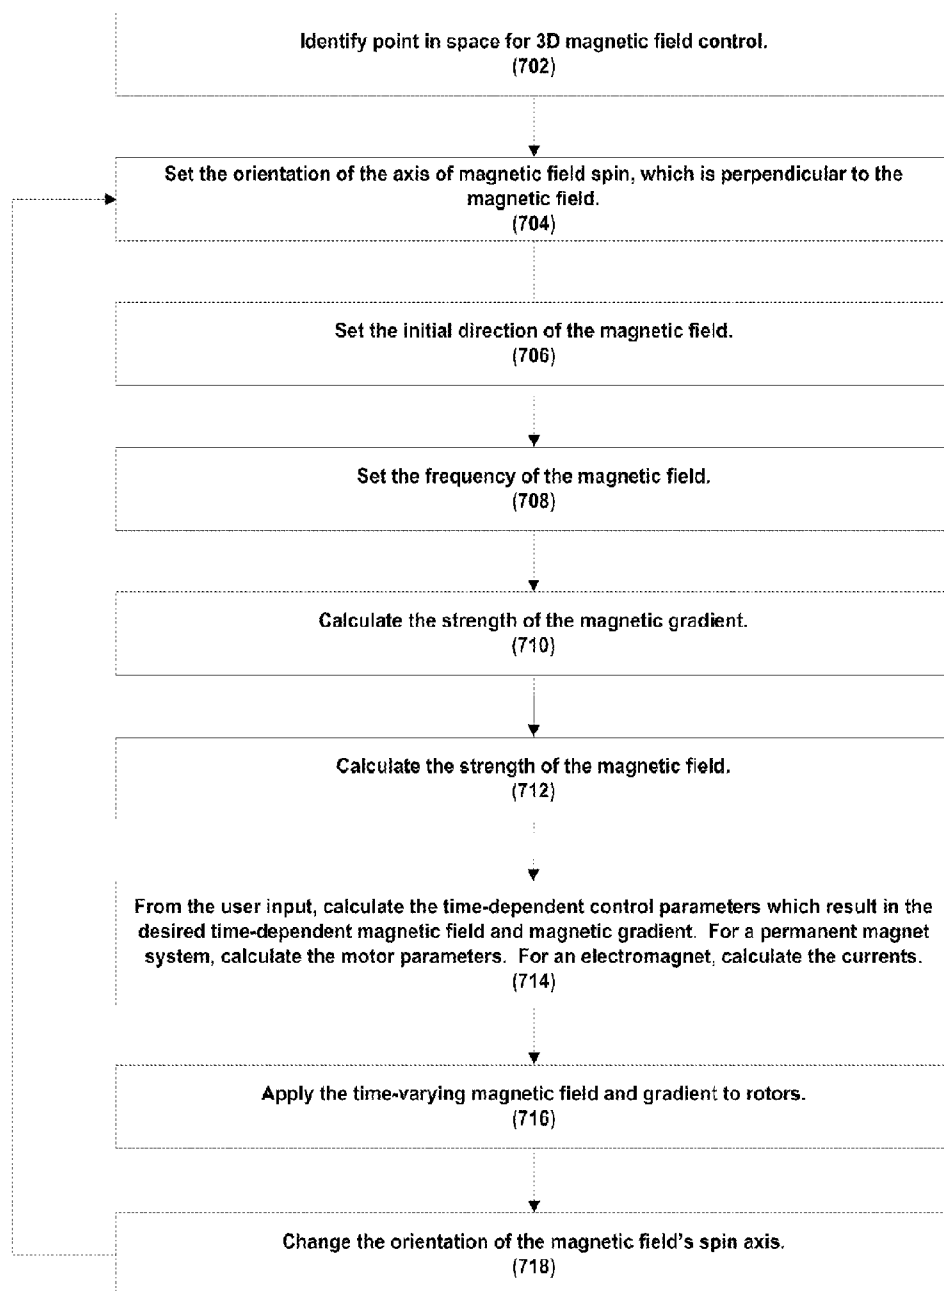 Identify point in space for 3D magnetic field control.
(702)
Set the orientation of the axis of magnetic field spin, which is perpendicular to the
magnetic field.
(704)
Set the initial direction of the magnetic field.
(706)
Set the frequency of the magnetic field.
(708)
Calculate the strength of the magnetic gradient.
(710)
Calculate the strength of the magnetic field.
(712)
From the user input, calculate the time-dependent control parameters which result in the
desired time-dependent magnetic field and magnetic gradient. For a permanent magnet
system, calculate the motor parameters. For an electromagnet, calculate the currents.
(714)
Apply the time-varying magnetic field and gradient to rotors.
(716)
Change the orientation of the magnetic field's spin axis.
(718)